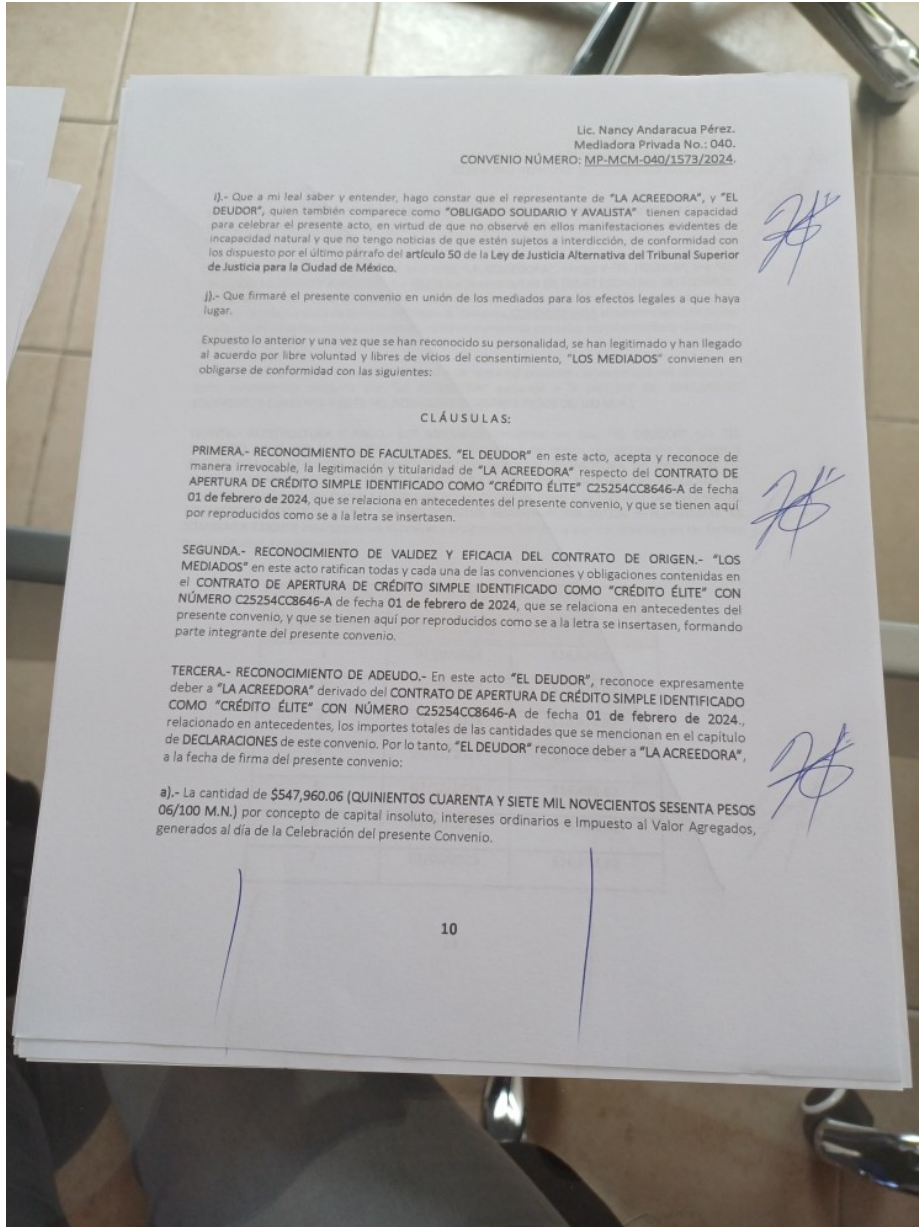 Lic. Nancy Andaracua Pérez.
Mediadora Privada No.: 040.
CONVENIO NÚMERO: MP-MCM-040/1573/2024.
i).- Que a mi leal saber y entender, hago constar que el representante de "LA ACREEDORA", y "EL
DEUDOR", quien también comparece como "OBLIGADO SOLIDARIO Y AVALISTA" tienen capacidad
para celebrar el presente acto, en virtud de que no observé en ellos manifestaciones evidentes de
incapacidad natural y que no tengo noticias de que estén sujetos a interdicción, de conformidad con
los dispuesto por el último párrafo del artículo 50 de la Ley de Justicia Alternativa del Tribunal Superior
de Justicia para la Ciudad de México.
j).- Que firmaré el presente convenio en unión de los mediados para los efectos legales a que haya
lugar.
Expuesto lo anterior y una vez que se han reconocido su personalidad, se han legitimado y han llegado
al acuerdo por libre voluntad y libres de vicios del consentimiento, "LOS MEDIADOS" convienen en
obligarse de conformidad con las siguientes:
CLÁUSULAS:
PRIMERA.- RECONOCIMIENTO DE FACULTADES. "EL DEUDOR" en este acto, acepta y reconoce de
manera irrevocable, la legitimación y titularidad de "LA ACREEDORA" respecto del CONTRATO DE
APERTURA DE CRÉDITO SIMPLE IDENTIFICADO COMO "CRÉDITO ÉLITE" C25254CC8646-A de fecha
01 de febrero de 2024, que se relaciona en antecedentes del presente convenio, y que se tienen aquí
por reproducidos como se a la letra se insertasen.
SEGUNDA.- RECONOCIMIENTO DE VALIDEZ Y EFICACIA DEL CONTRATO DE ORIGEN.- "LOS
MEDIADOS" en este acto ratifican todas y cada una de las convenciones y obligaciones contenidas en
el CONTRATO DE APERTURA DE CRÉDITO SIMPLE IDENTIFICADO COMO "CRÉDITO ÉLITE" CON
NÚMERO C25254CC8646-A de fecha 01 de febrero de 2024, que se relaciona en antecedentes del
presente convenio, y que se tienen aquí por reproducidos como se a la letra se insertasen, formando
parte integrante del presente convenio.
TERCERA.- RECONOCIMIENTO DE ADEUDO.- En este acto "EL DEUDOR", reconoce expresamente
deber a "LA ACREEDORA" derivado del CONTRATO DE APERTURA DE CRÉDITO SIMPLE IDENTIFICADO
COMO "CRÉDITO ÉLITE" CON NÚMERO C25254CC8646-A de fecha 01 de febrero de 2024.,
relacionado en antecedentes, los importes totales de las cantidades que se mencionan en el capítulo
de DECLARACIONES de este convenio. Por lo tanto, "EL DEUDOR" reconoce deber a "LA ACREEDORA",
a la fecha de firma del presente convenio:
a).- La cantidad de $547,960.06 (QUINIENTOS CUARENTA Y SIETE MIL NOVECIENTOS SESENTA PESOS
06/100 M.N.) por concepto de capital insoluto, intereses ordinarios e Impuesto al Valor Agregados,
generados al día de la Celebración del presente Convenio.
10